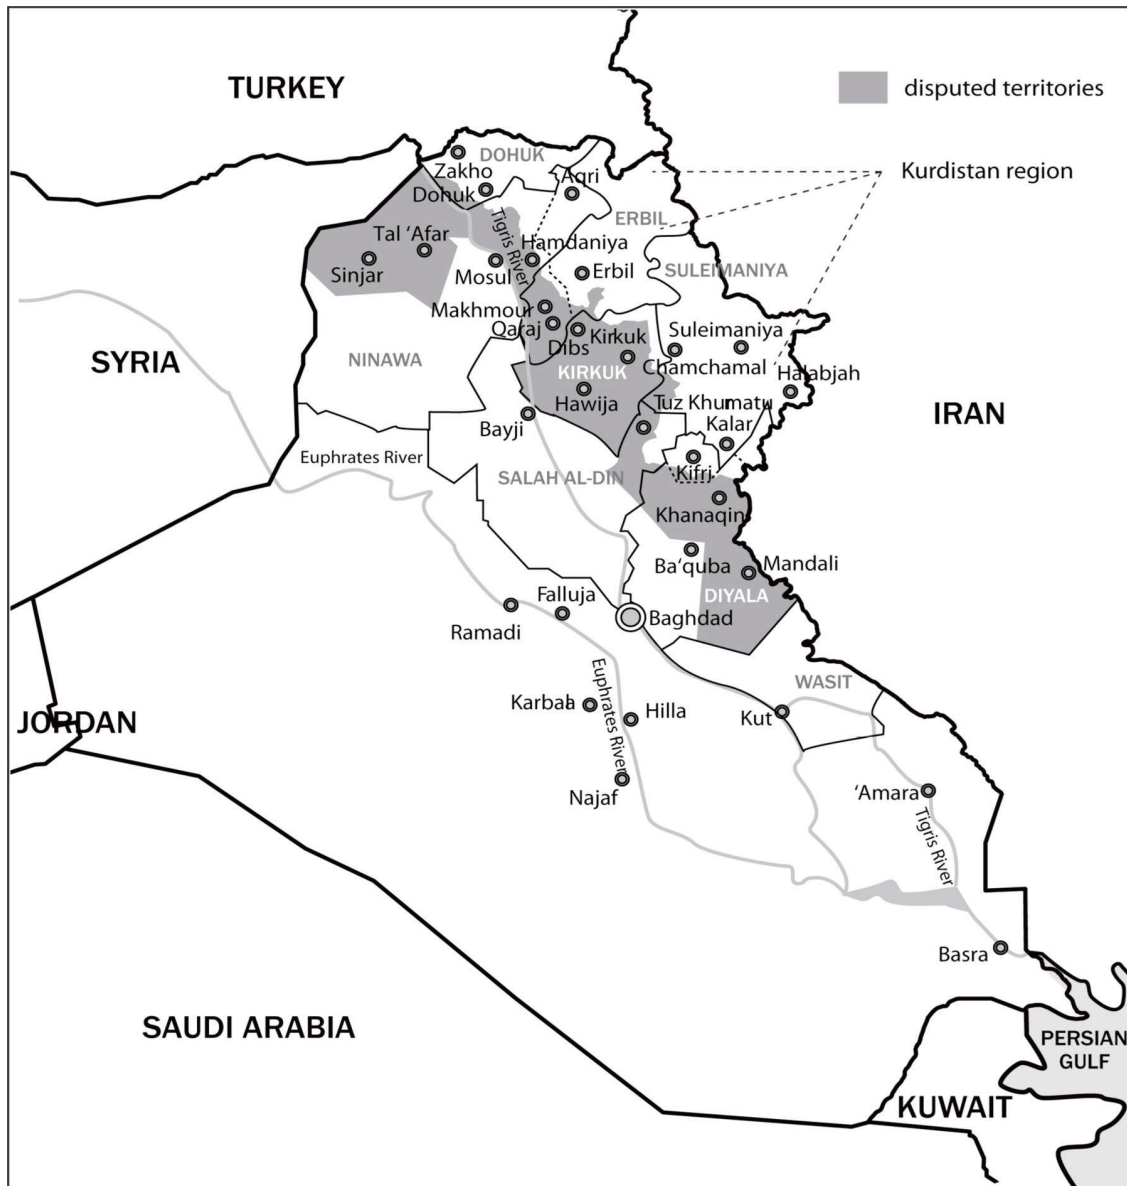 TURKEY
disputed territories
DOHUK
Zakho
Aqri
Kurdistan region
Dohuk
ERBIL
Tigris River
Tal ‘Afar
Hamdaniya
Sinjar
Mosul
Erbil
SULEIMANIYA
Makhmour
Qaraj
Kirkuk
Suleimaniya
Dibs
SYRIA
NINAWA
KIRKUK
Chamchamal
Halabjah
Hawija
Tuz Khumatu
IRAN
Bayji
Kalar
Euphrates River
SALAH AL-DIN
Kifri
Khanaqin
Ba‘quba
Mandali
Falluja
DIYALA
Ramadi
Baghdad
Euphrates River
WASIT
Karbala
Hilla
Kut
JORDAN
Najaf
‘Amara
Tigris River
Basra
SAUDI ARABIA
PERSIAN
GULF
KUWAIT